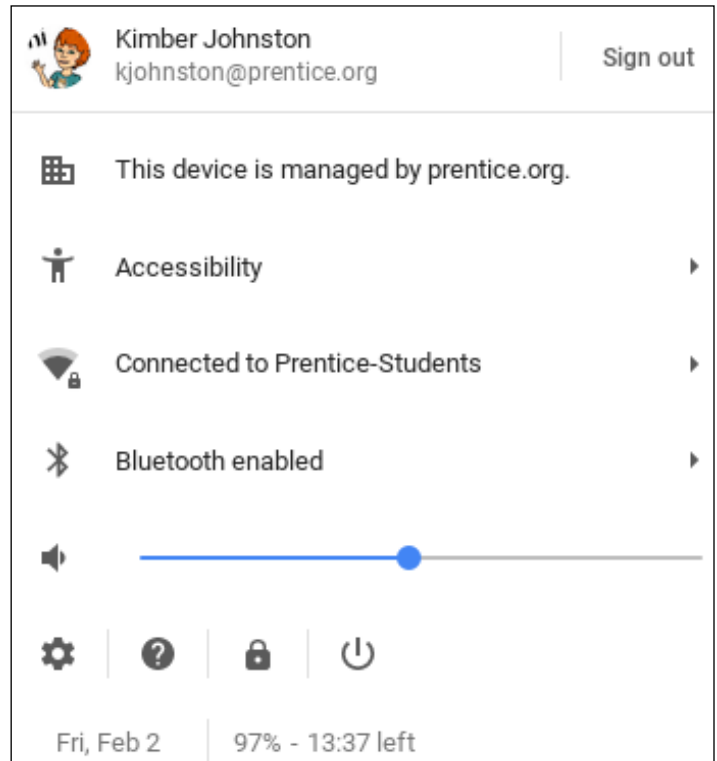 hi
Kimber Johnston
kjohnston@prentice.org
Sign out
This device is managed by prentice.org.
Accessibility
Connected to Prentice-Students
Bluetooth enabled
Fri, Feb 2
97% - 13:37 left